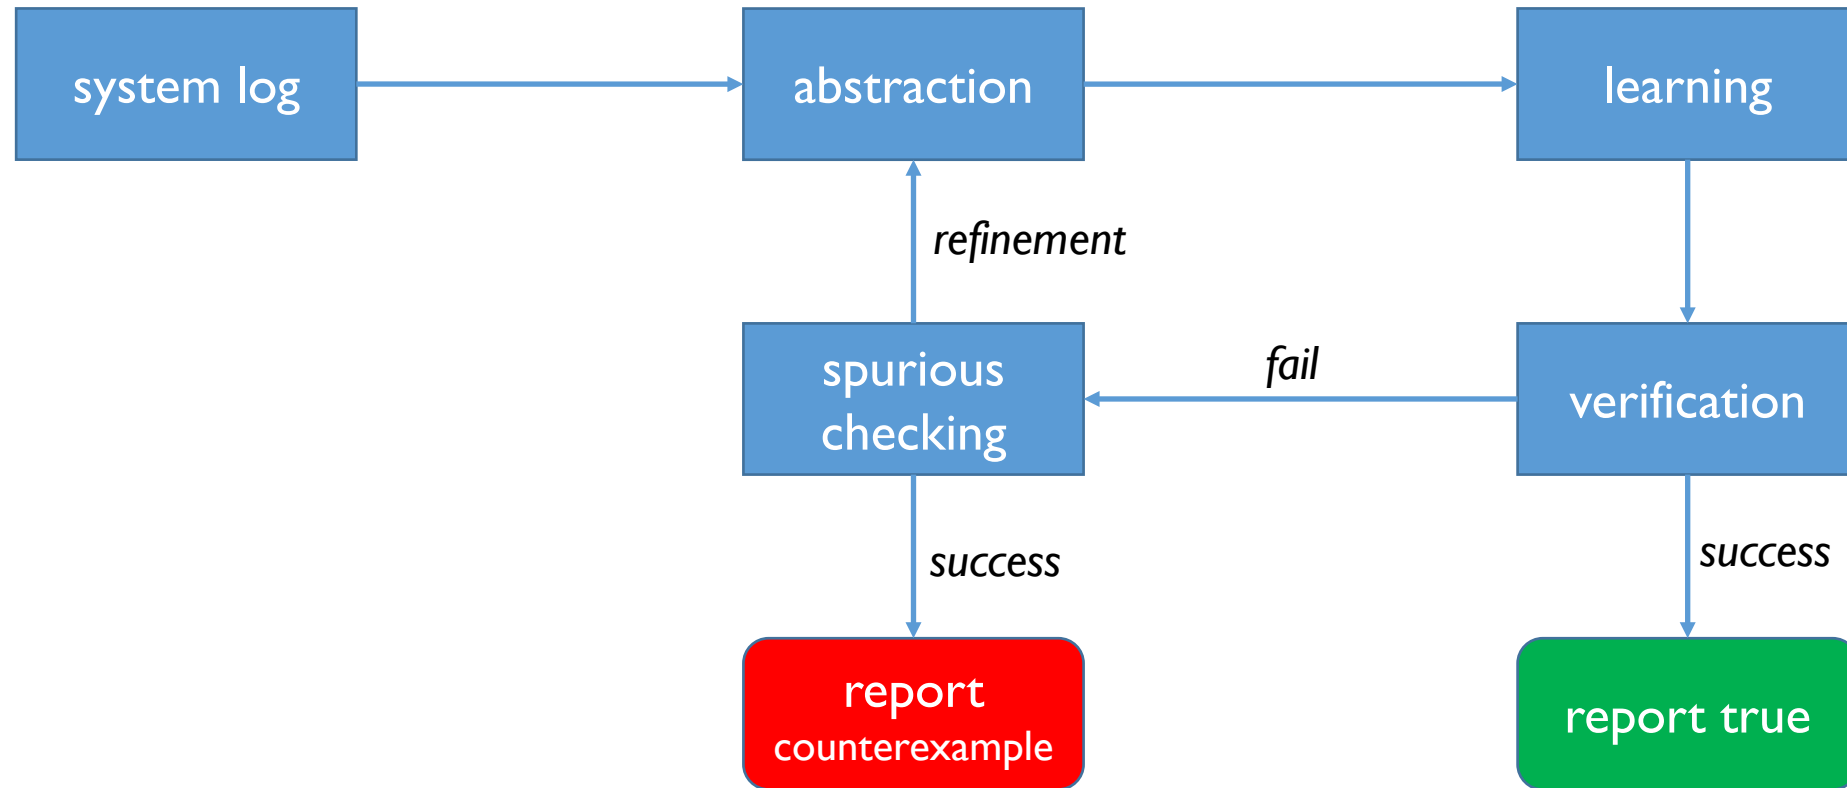 system log
abstraction
learning
refinement
spurious
checking
fail
verification
success
success
report
counterexample
report true